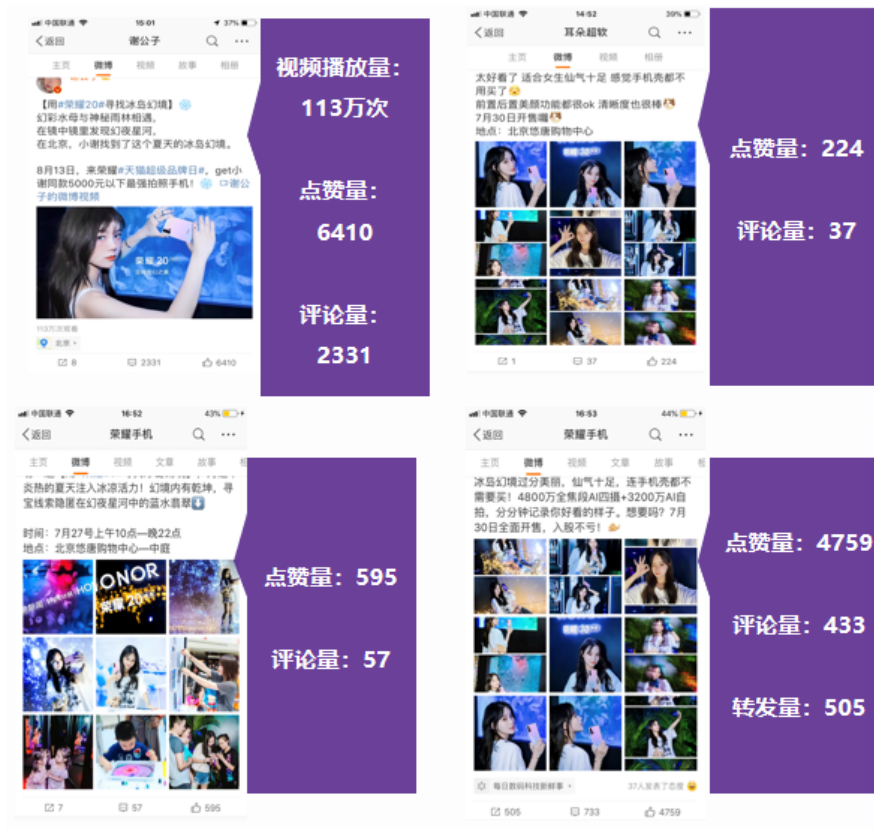 中国联通 15:01 37%
返回 谢公子
主页 微博 视频 故事 相册
【用#荣耀20#寻找冰岛幻境】
幻彩水母与神秘雨林相遇，
在镜中镜里发现幻夜星河。
在北京，小谢找到了这个夏天的冰岛幻境。
8月13日，来荣耀#天猫超级品牌日#，get小
谢同款5000元以下最强拍照手机！ 谢公
子的微博视频
荣耀 20
113万次观看
北京
8 2331 6410
视频播放量：
113万次
点赞量：
6410
评论量：
2331
中国联通 14:52 39%
返回 耳朵超软
主页 微博 视频 相册
太好看了 适合女生仙气十足 感觉手机壳都不
用买了
前置后置美颜功能都很ok 清晰度也很棒
7月30日开售囉
地点：北京悠唐购物中心
1 37 224
点赞量：224
评论量：37
中国联通 16:52 43%
返回 荣耀手机
主页 微博 视频 文章 故事
炎热的夏天注入冰凉活力！幻境内有乾坤，寻
宝线索隐匿在幻夜星河中的蓝水翡翠
时间：7月27号上午10点—晚22点
地点：北京悠唐购物中心—中庭
HONOR
荣耀 20
7 57 595
点赞量：595
评论量：57
中国联通 16:53 44%
返回 荣耀手机
主页 微博 视频 文章 故事
冰岛幻境过分美丽，仙气十足，连手机壳都不
需要买！4800万全焦段AI四摄+3200万AI自
拍，分分钟记录你好看的样子。想要吗？7月
30日全面开售，入股不亏！
每日数码科技新鲜事 37人发表了态度
505 733 4759
点赞量：4759
评论量：433
转发量：505